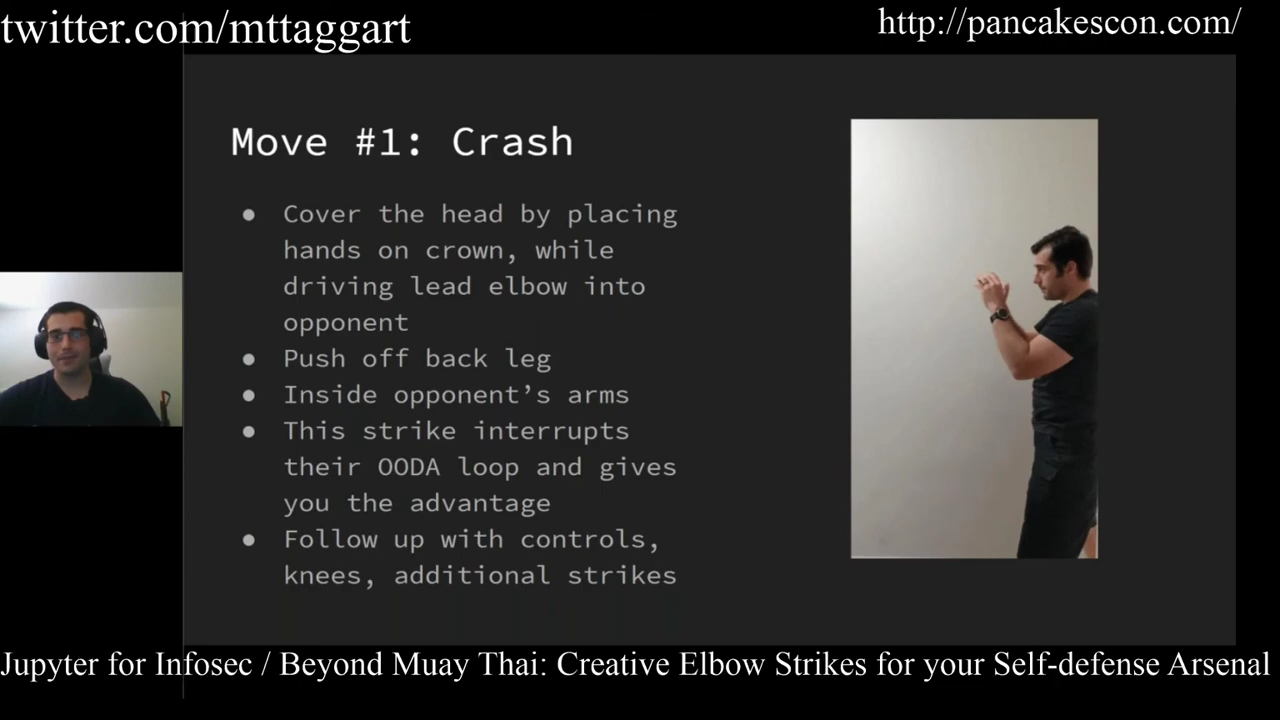 twitter.com/mttaggart
http://pancakescon.com/
Move #1: Crash
● Cover the head by placing
hands on crown, while
driving lead elbow into
opponent
● Push off back leg
● Inside opponent’s arms
● This strike interrupts
their OODA loop and gives
you the advantage
● Follow up with controls,
knees, additional strikes
Jupyter for Infosec / Beyond Muay Thai: Creative Elbow Strikes for your Self-defense Arsenal